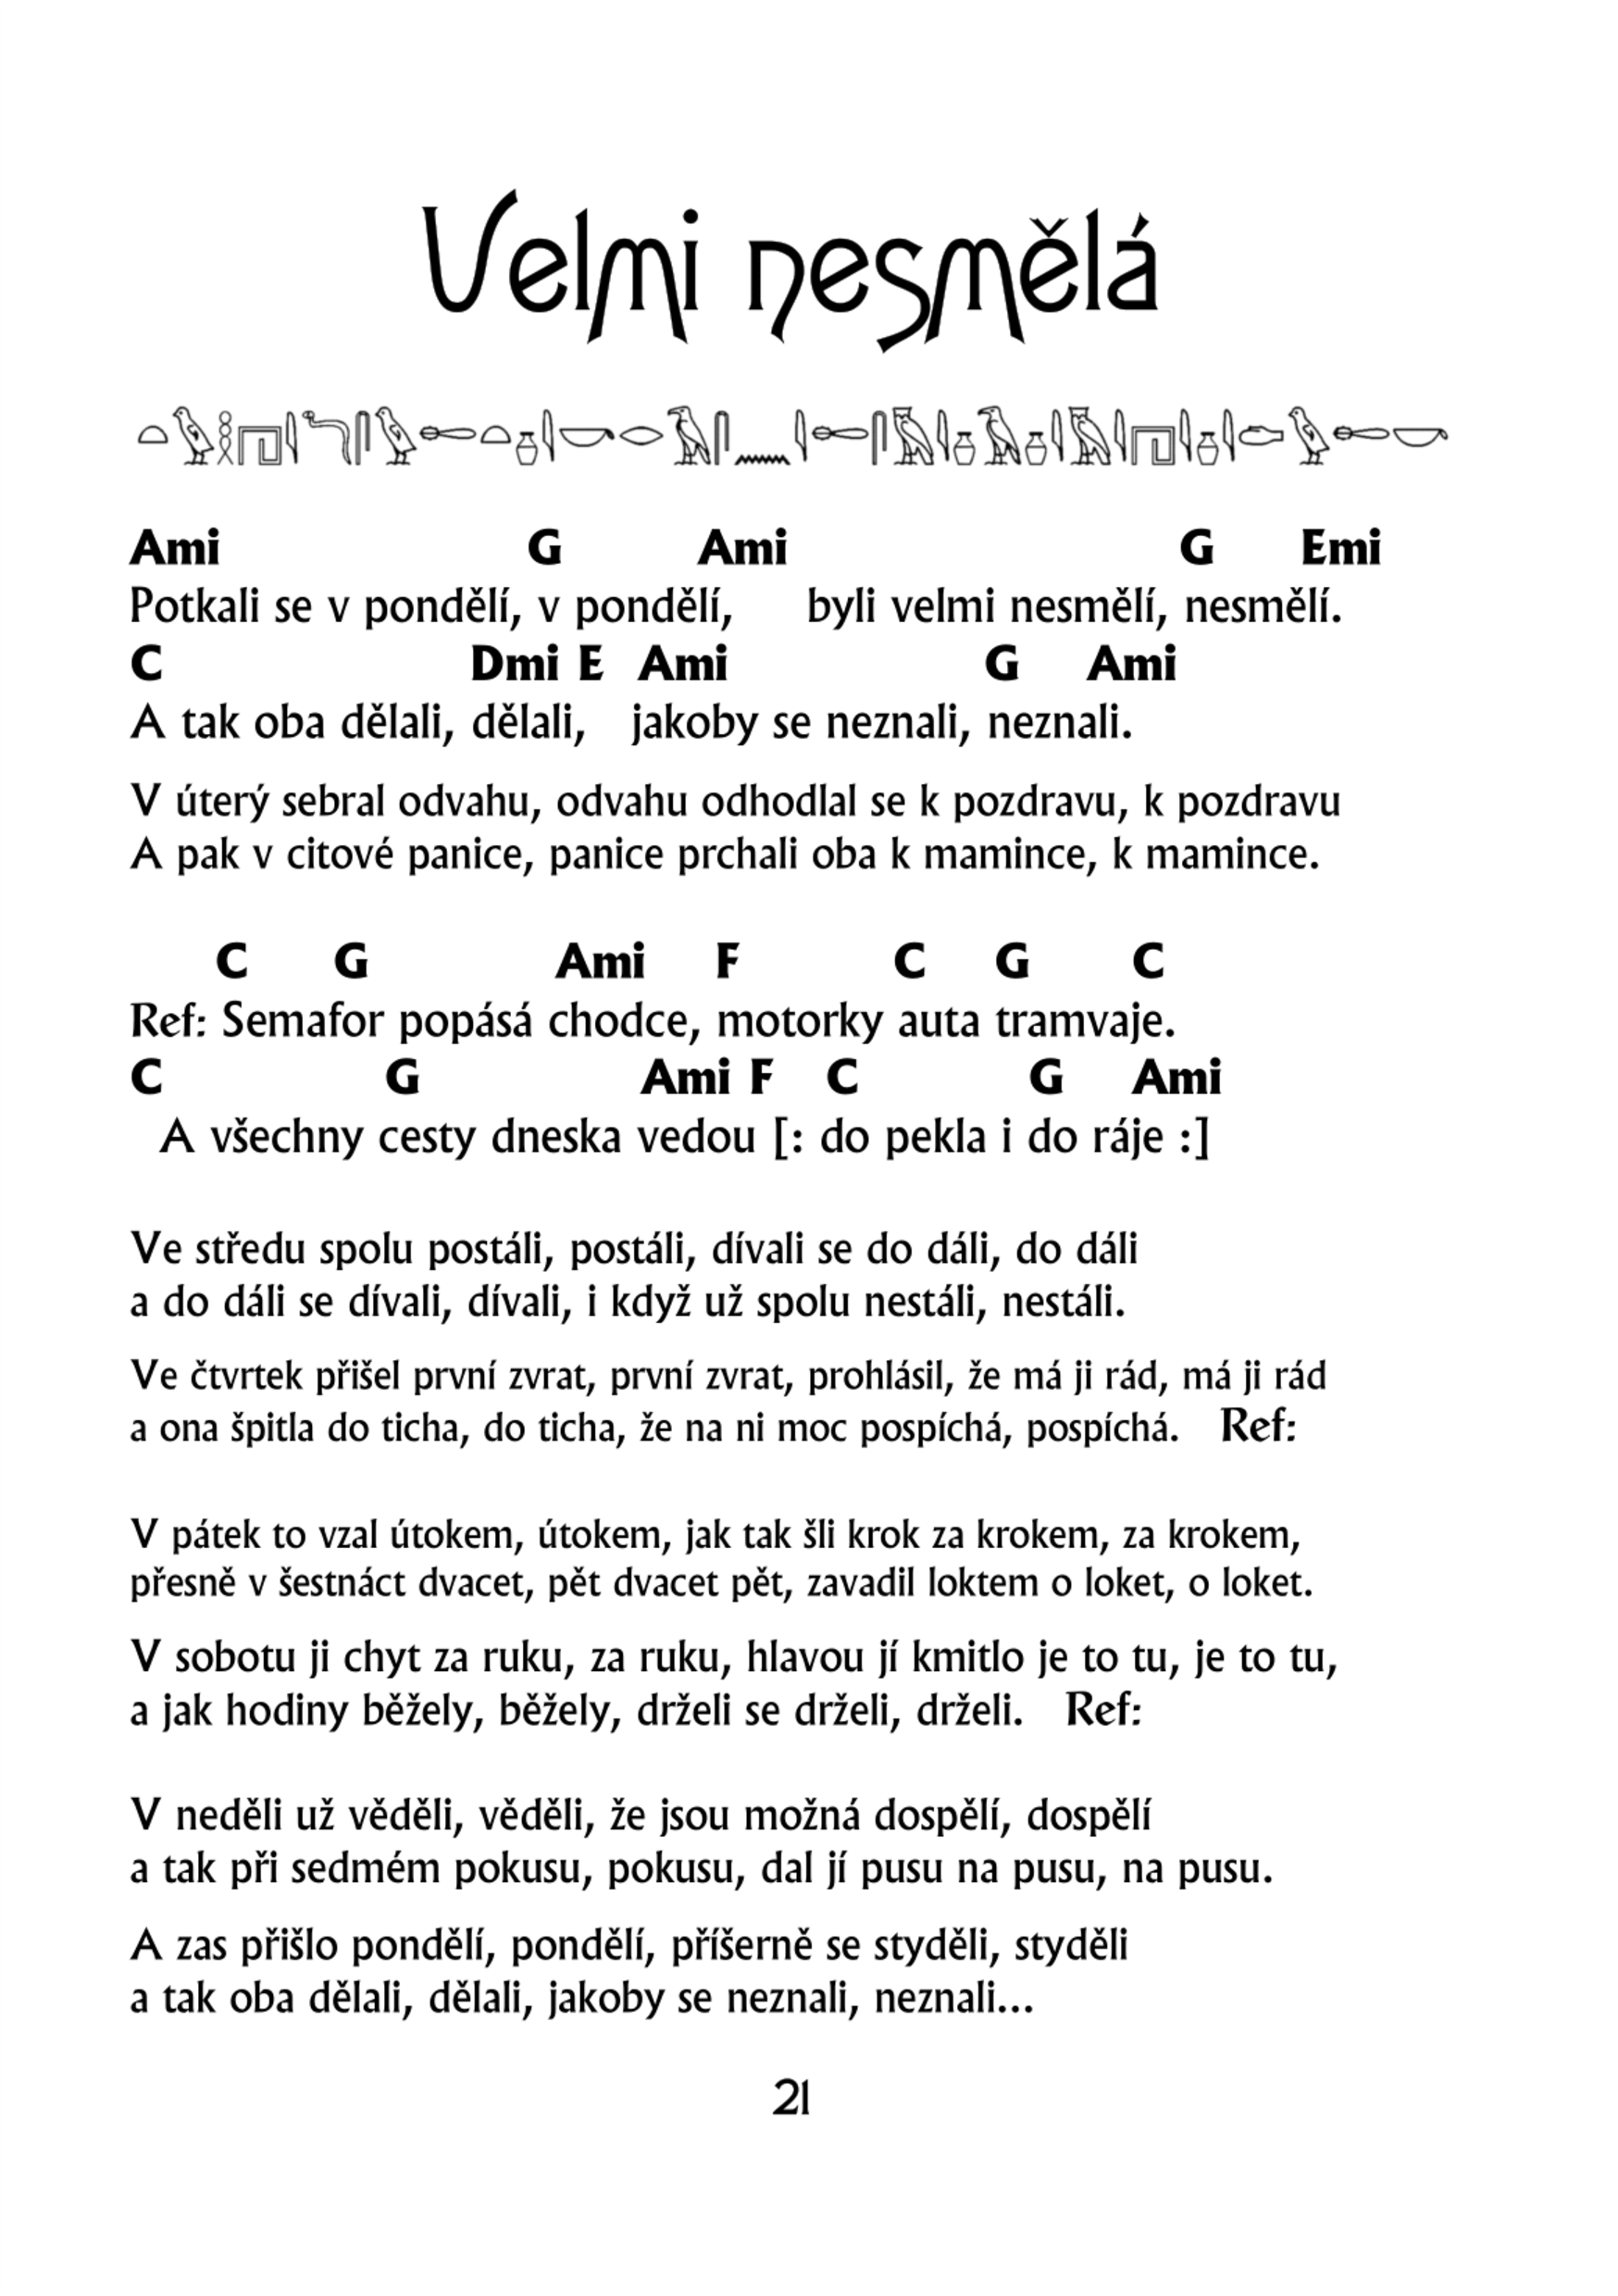 Velmi nesmělá
Ami G Ami G Emi
Potkali se v pondělí, v pondělí, byli velmi nesmělí, nesmělí.
C Dmi E Ami G Ami
A tak oba dělali, dělali, jakoby se neznali, neznali.
V úterý sebral odvahu, odvahu odhodlal se k pozdravu, k pozdravu
A pak v citové panice, panice prchali oba k mamince, k mamince.
C G Ami F C G C
Ref: Semafor popásá chodce, motorky auta tramvaje.
C G Ami F C G Ami
A všechny cesty dneska vedou [: do pekla i do ráje :]
Ve středu spolu postáli, postáli, dívali se do dáli, do dáli
a do dáli se dívali, dívali, i když už spolu nestáli, nestáli.
Ve čtvrtek přišel první zvrat, první zvrat, prohlásil, že má ji rád, má ji rád
a ona špitla do ticha, do ticha, že na ni moc pospíchá, pospíchá. Ref:
V pátek to vzal útokem, útokem, jak tak šli krok za krokem, za krokem,
přesně v šestnáct dvacet, pět dvacet pět, zavadil loktem o loket, o loket.
V sobotu ji chyt za ruku, za ruku, hlavou jí kmitlo je to tu, je to tu,
a jak hodiny běžely, běžely, drželi se drželi, drželi. Ref:
V neděli už věděli, věděli, že jsou možná dospělí, dospělí
a tak při sedmém pokusu, pokusu, dal jí pusu na pusu, na pusu.
A zas přišlo pondělí, pondělí, příšerně se styděli, styděli
a tak oba dělali, dělali, jakoby se neznali, neznali...
21